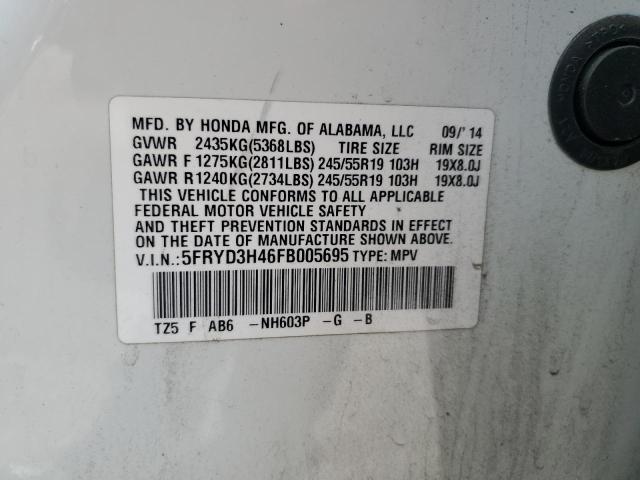 MFD. BY HONDA MFG. OF ALABAMA, LLC 09/'14
GVWR 2435KG(5368LBS) TIRE SIZE RIM SIZE
GAWR F 1275KG(2811LBS) 245/55R19 103H 19X8.0J
GAWR R 1240KG(2734LBS) 245/55R19 103H 19X8.0J
THIS VEHICLE CONFORMS TO ALL APPLICABLE
FEDERAL MOTOR VEHICLE SAFETY
AND THEFT PREVENTION STANDARDS IN EFFECT
ON THE DATE OF MANUFACTURE SHOWN ABOVE.
V.I.N.: 5FRYD3H46FB005695 TYPE: MPV
TZ5 F AB6 -NH603P -G -B
HONDA